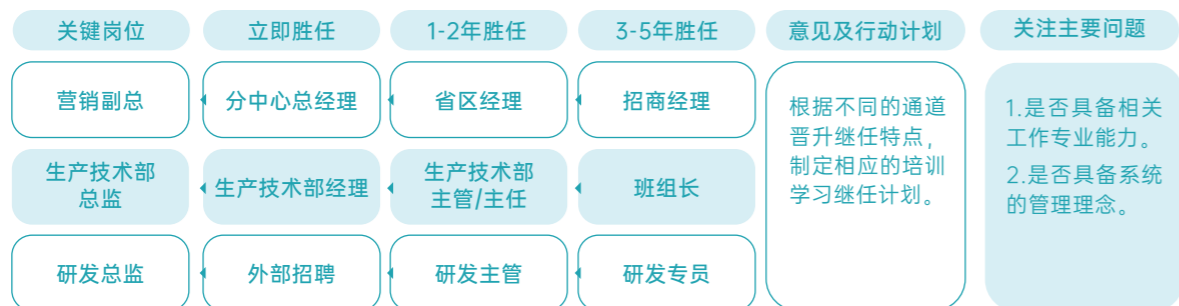 关键岗位
立即胜任
1-2年胜任
3-5年胜任
意见及行动计划
关注主要问题
营销副总
分中心总经理
省区经理
招商经理
生产技术部
总监
生产技术部经理
生产技术部
主管/主任
班组长
研发总监
外部招聘
研发主管
研发专员
根据不同的通道
晋升继任特点，
制定相应的培训
学习继任计划。
1.是否具备相关
工作专业能力。
2.是否具备系统
的管理理念。